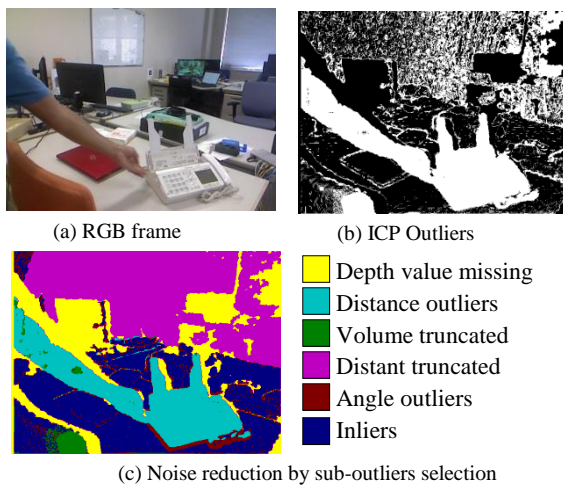 (a) RGB frame
(b) ICP Outliers
Depth value missing
Distance outliers
Volume truncated
Distant truncated
Angle outliers
Inliers
(c) Noise reduction by sub-outliers selection